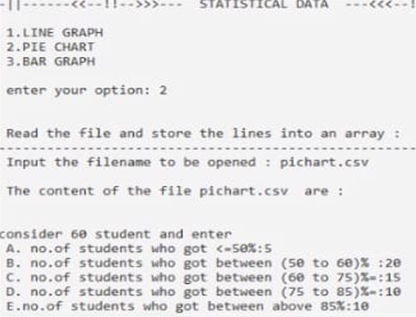 -||------<<--!!-->>>--- STATISTICAL DATA ---<<<--!
1.LINE GRAPH
2.PIE CHART
3.BAR GRAPH
enter your option: 2
Read the file and store the lines into an array :
Input the filename to be opened : pichart.csv
The content of the file pichart.csv are :
consider 60 student and enter
A. no.of students who got <=50%:5
B. no.of students who got between (50 to 60)% :20
C. no.of students who got between (60 to 75)%=:15
D. no.of students who got between (75 to 85)%=:10
E.no.of students who got between above 85%:10